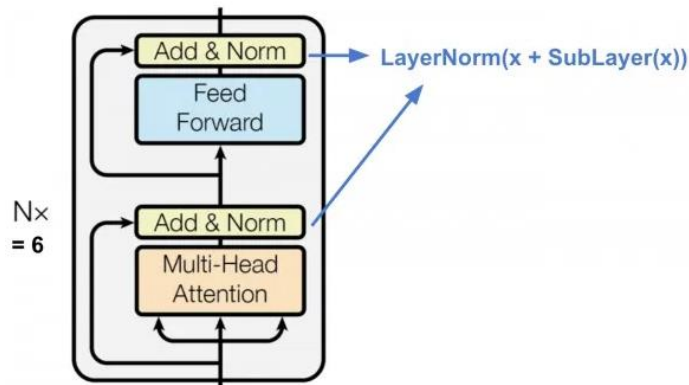 Add & Norm
LayerNorm(x + SubLayer(x))
Feed
Forward
N×
= 6
Add & Norm
Multi-Head
Attention